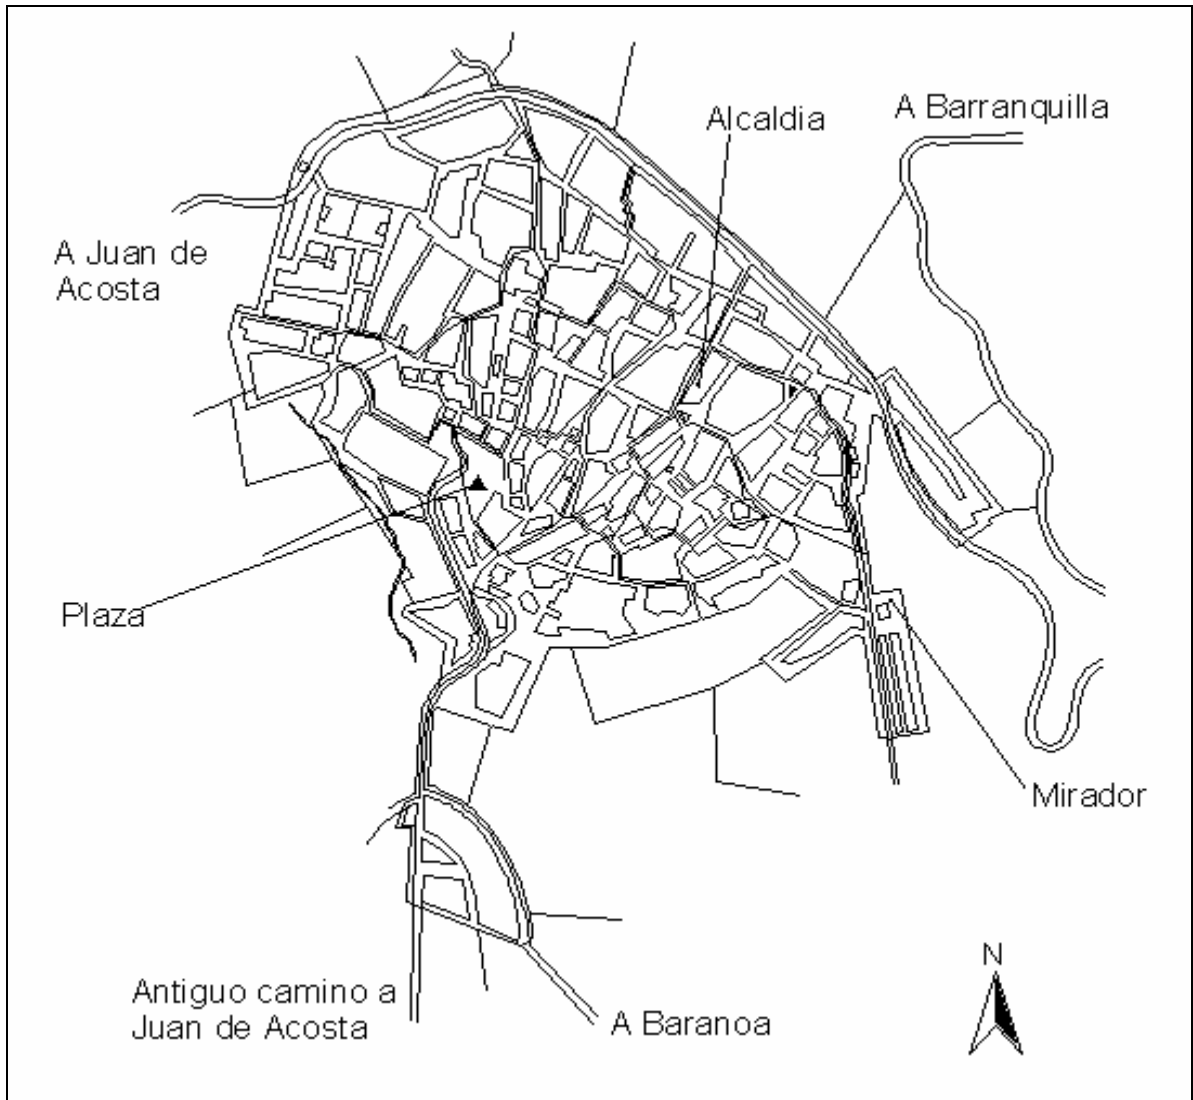 A Barranquilla
Alcaldia
A Juan de
Acosta
Plaza
Mirador
N
Antiguo camino a
Juan de Acosta
A Baranoa